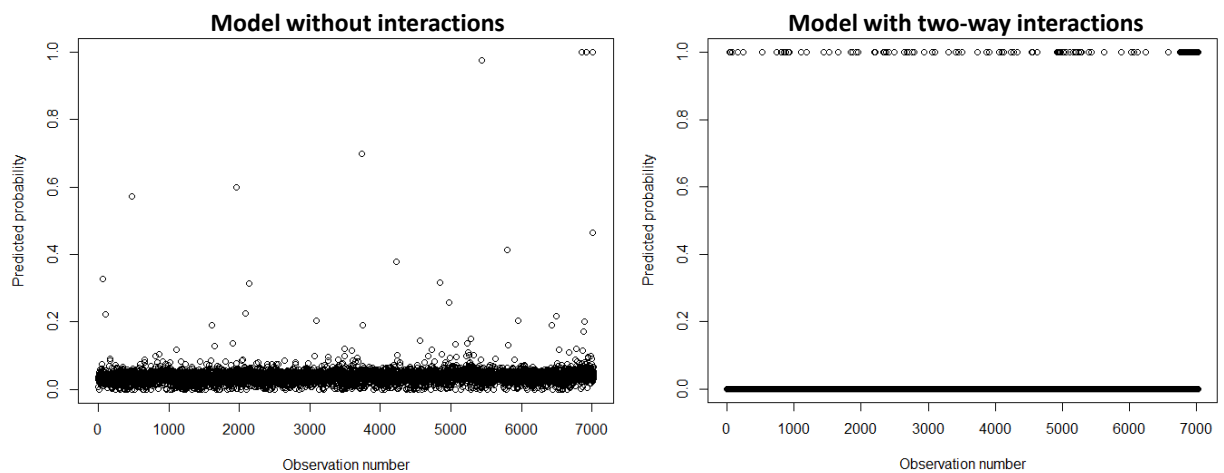 Model without interactions
Model with two-way interactions
Predicted probability
1.0
0.8
0.6
0.4
0.2
0.0
0 1000 2000 3000 4000 5000 6000 7000
Observation number
Predicted probability
1.0
0.8
0.6
0.4
0.2
0.0
0 1000 2000 3000 4000 5000 6000 7000
Observation number